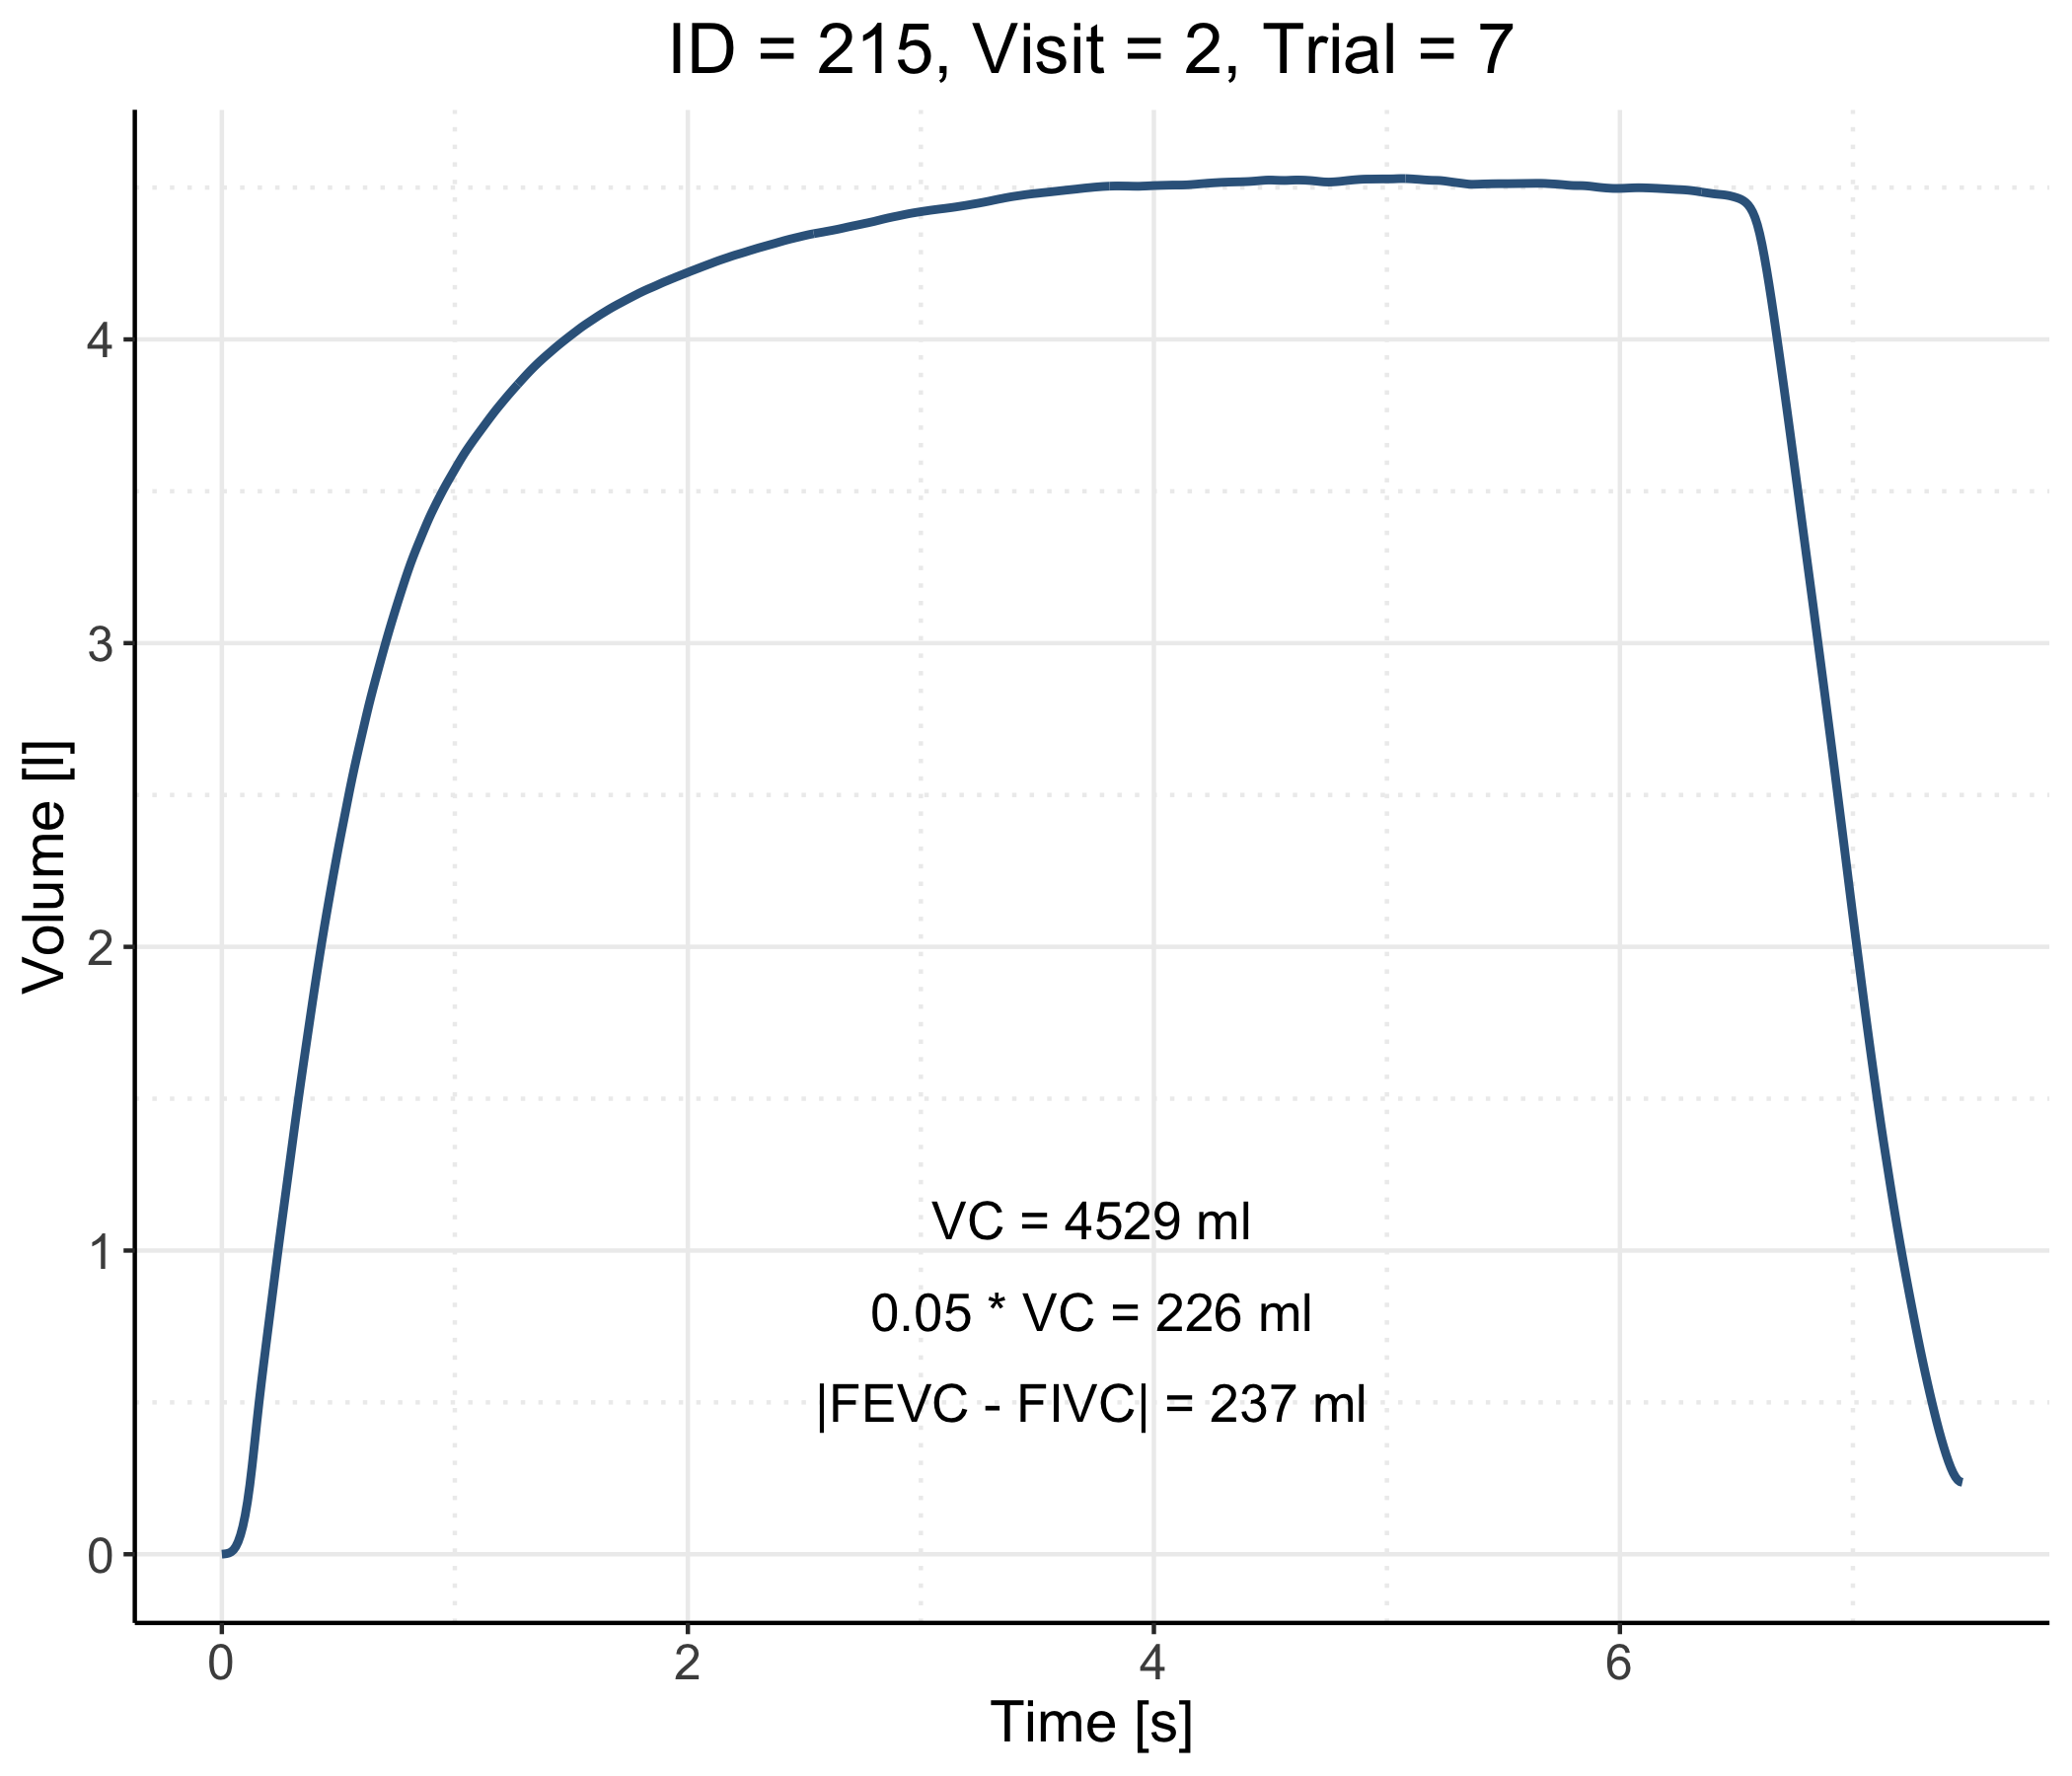 ID = 215, Visit = 2, Trial = 7
Volume [l]
4
3
2
1
0
VC = 4529 ml
0.05 * VC = 226 ml
|FEVC - FIVC| = 237 ml
0 2 4 6
Time [s]